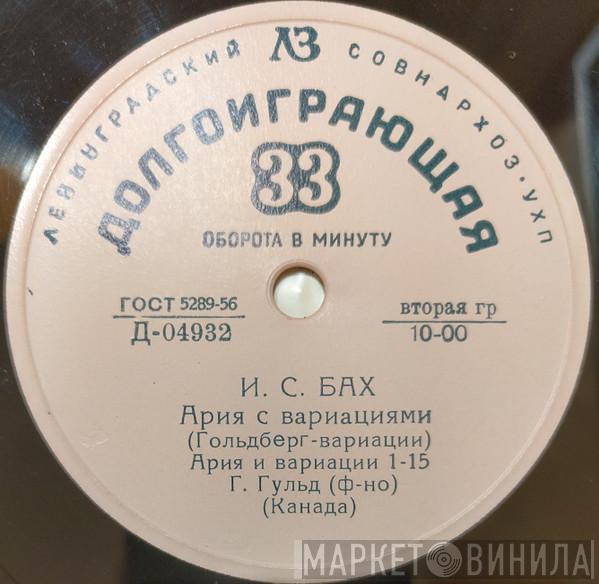 ЛЕНИНГРАДСКИЙ ЛЗ СОВНАРХОЗ·УХП
ДОЛГОИГРАЮЩАЯ
33
ОБОРОТА В МИНУТУ
ГОСТ 5289-56
Д-04932
вторая гр
10-00
И. С. БАХ
Ария с вариациями
(Гольдберг-вариации)
Ария и вариации 1-15
Г. Гульд (ф-но)
(Канада)
МАРКЕТ ВИНИЛА